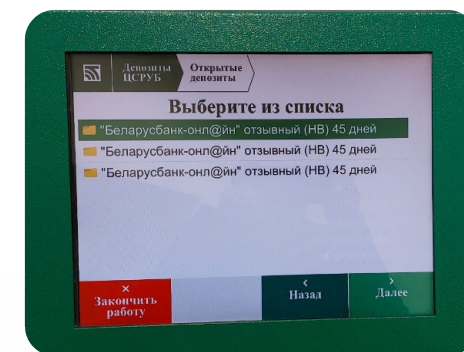 Депозиты
ЦСРУБ
Открытые
депозиты
Выберите из списка
"Беларусбанк-онл@йн" отзывный (НВ) 45 дней
"Беларусбанк-онл@йн" отзывный (НВ) 45 дней
"Беларусбанк-онл@йн" отзывный (НВ) 45 дней
Закончить
работу
Назад
Далее